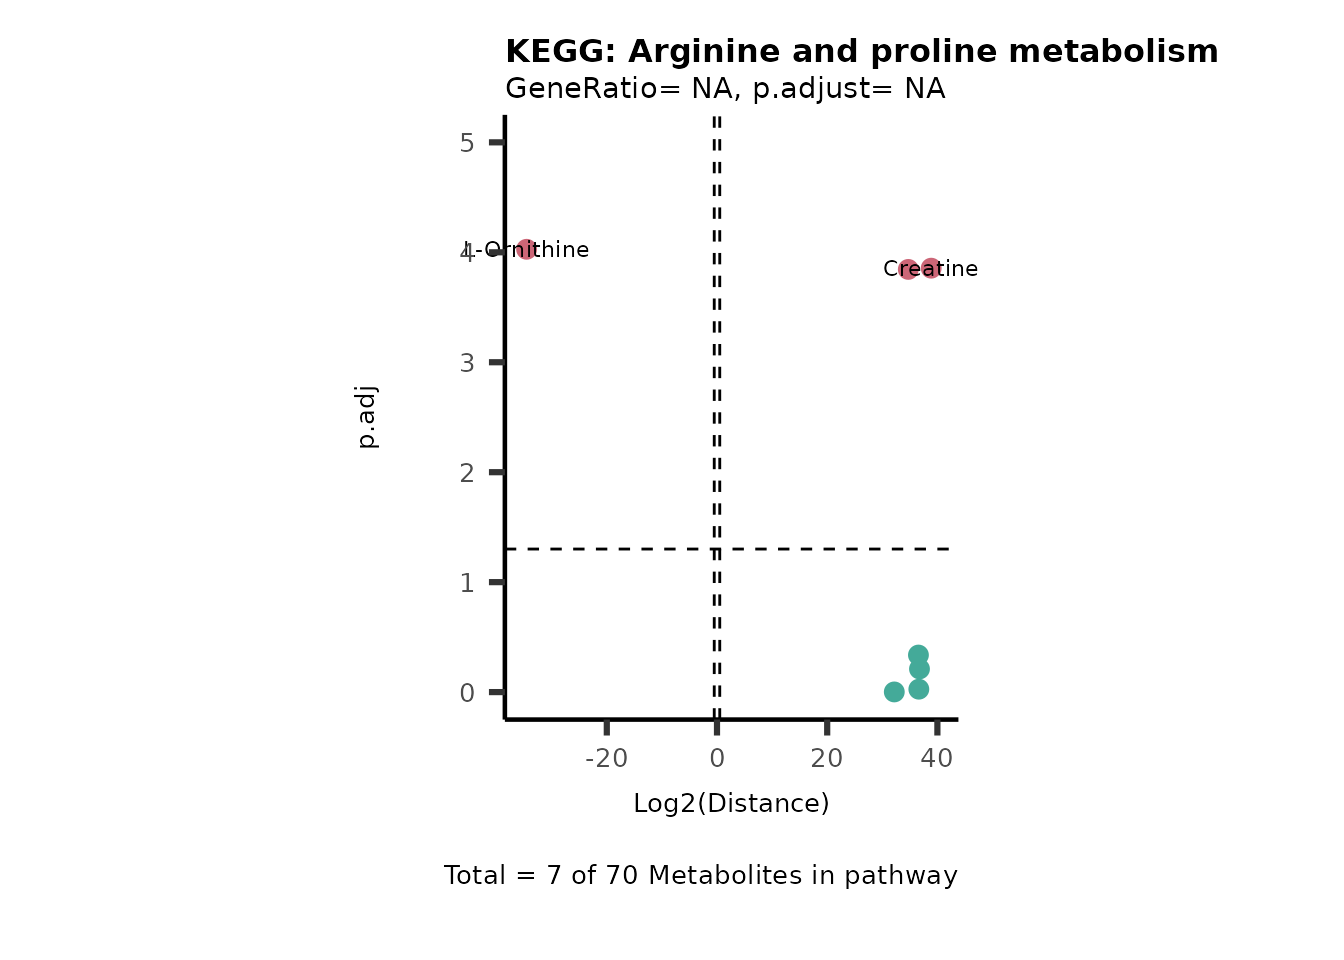 KEGG: Arginine and proline metabolism
GeneRatio= NA, p.adjust= NA
5
4
L-Ornithine
Creatine
3
p.adj
2
1
0
-20 0 20 40
Log2(Distance)
Total = 7 of 70 Metabolites in pathway